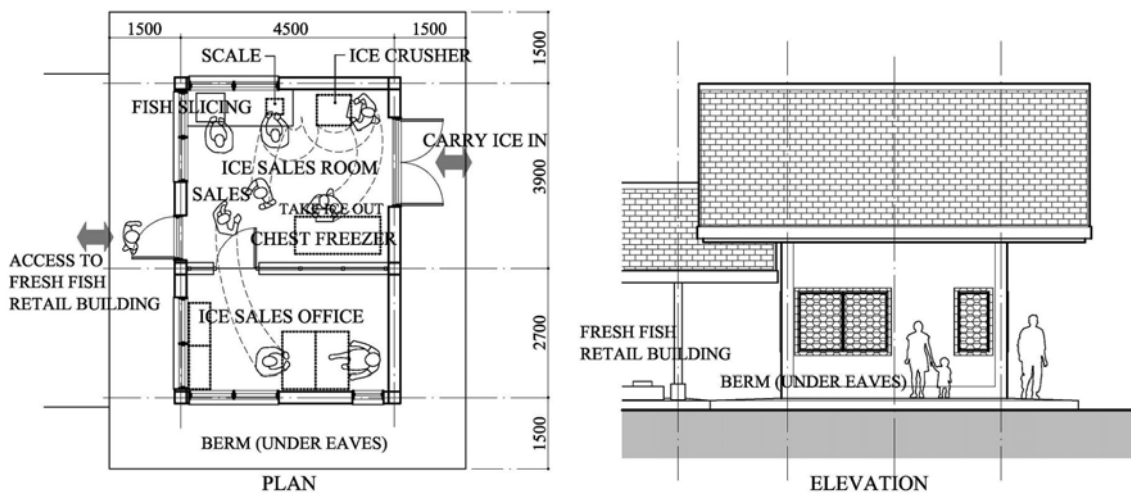 1500 4500 1500
SCALE ICE CRUSHER
1500
FISH SLICING
CARRY ICE IN
ICE SALES ROOM
3900
SALES
TAKE ICE OUT
CHEST FREEZER
ACCESS TO
FRESH FISH
RETAIL BUILDING
ICE SALES OFFICE
2700
BERM (UNDER EAVES)
1500
PLAN
FRESH FISH
RETAIL BUILDING
BERM (UNDER EAVES)
ELEVATION